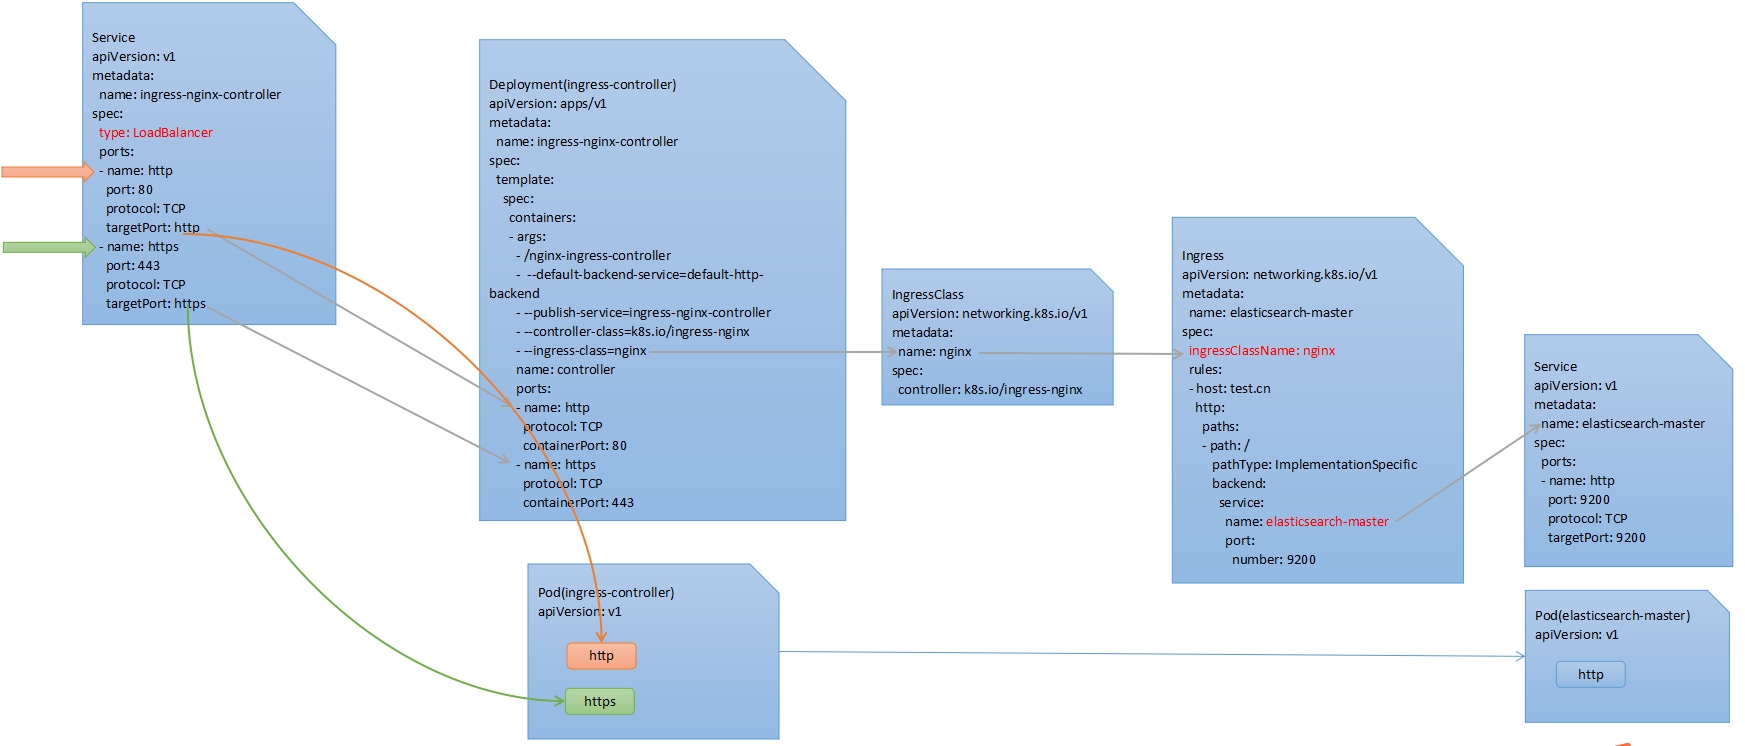 Service
apiVersion: v1
metadata:
name: ingress-nginx-controller
spec:
type: LoadBalancer
ports:
- name: http
port: 80
protocol: TCP
targetPort: http
- name: https
port: 443
protocol: TCP
targetPort: https
Deployment(ingress-controller)
apiVersion: apps/v1
metadata:
name: ingress-nginx-controller
spec:
template:
spec:
containers:
- args:
- /nginx-ingress-controller
- --default-backend-service=default-http-
backend
- --publish-service=ingress-nginx-controller
- --controller-class=k8s.io/ingress-nginx
- --ingress-class=nginx
name: controller
ports:
- name: http
protocol: TCP
containerPort: 80
- name: https
protocol: TCP
containerPort: 443
Pod(ingress-controller)
apiVersion: v1
http
https
IngressClass
apiVersion: networking.k8s.io/v1
metadata:
name: nginx
spec:
controller: k8s.io/ingress-nginx
Ingress
apiVersion: networking.k8s.io/v1
metadata:
name: elasticsearch-master
spec:
ingressClassName: nginx
rules:
- host: test.cn
http:
paths:
- path: /
pathType: ImplementationSpecific
backend:
service:
name: elasticsearch-master
port:
number: 9200
Service
apiVersion: v1
metadata:
name: elasticsearch-master
spec:
ports:
- name: http
port: 9200
protocol: TCP
targetPort: 9200
Pod(elasticsearch-master)
apiVersion: v1
http